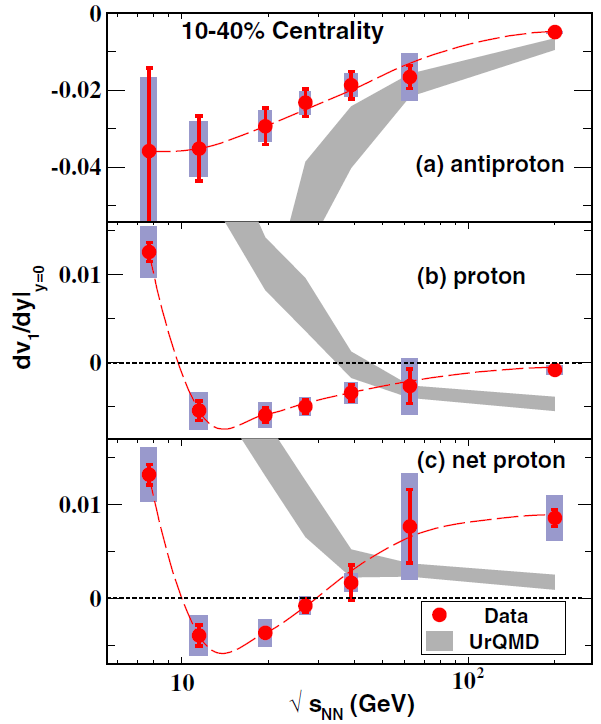 10-40% Centrality
0
-0.02
-0.04
(a) antiproton
0.01
0
(b) proton
dv1/dy|y=0
0.01
0
(c) net proton
Data
UrQMD
10
10²
√ sNN (GeV)